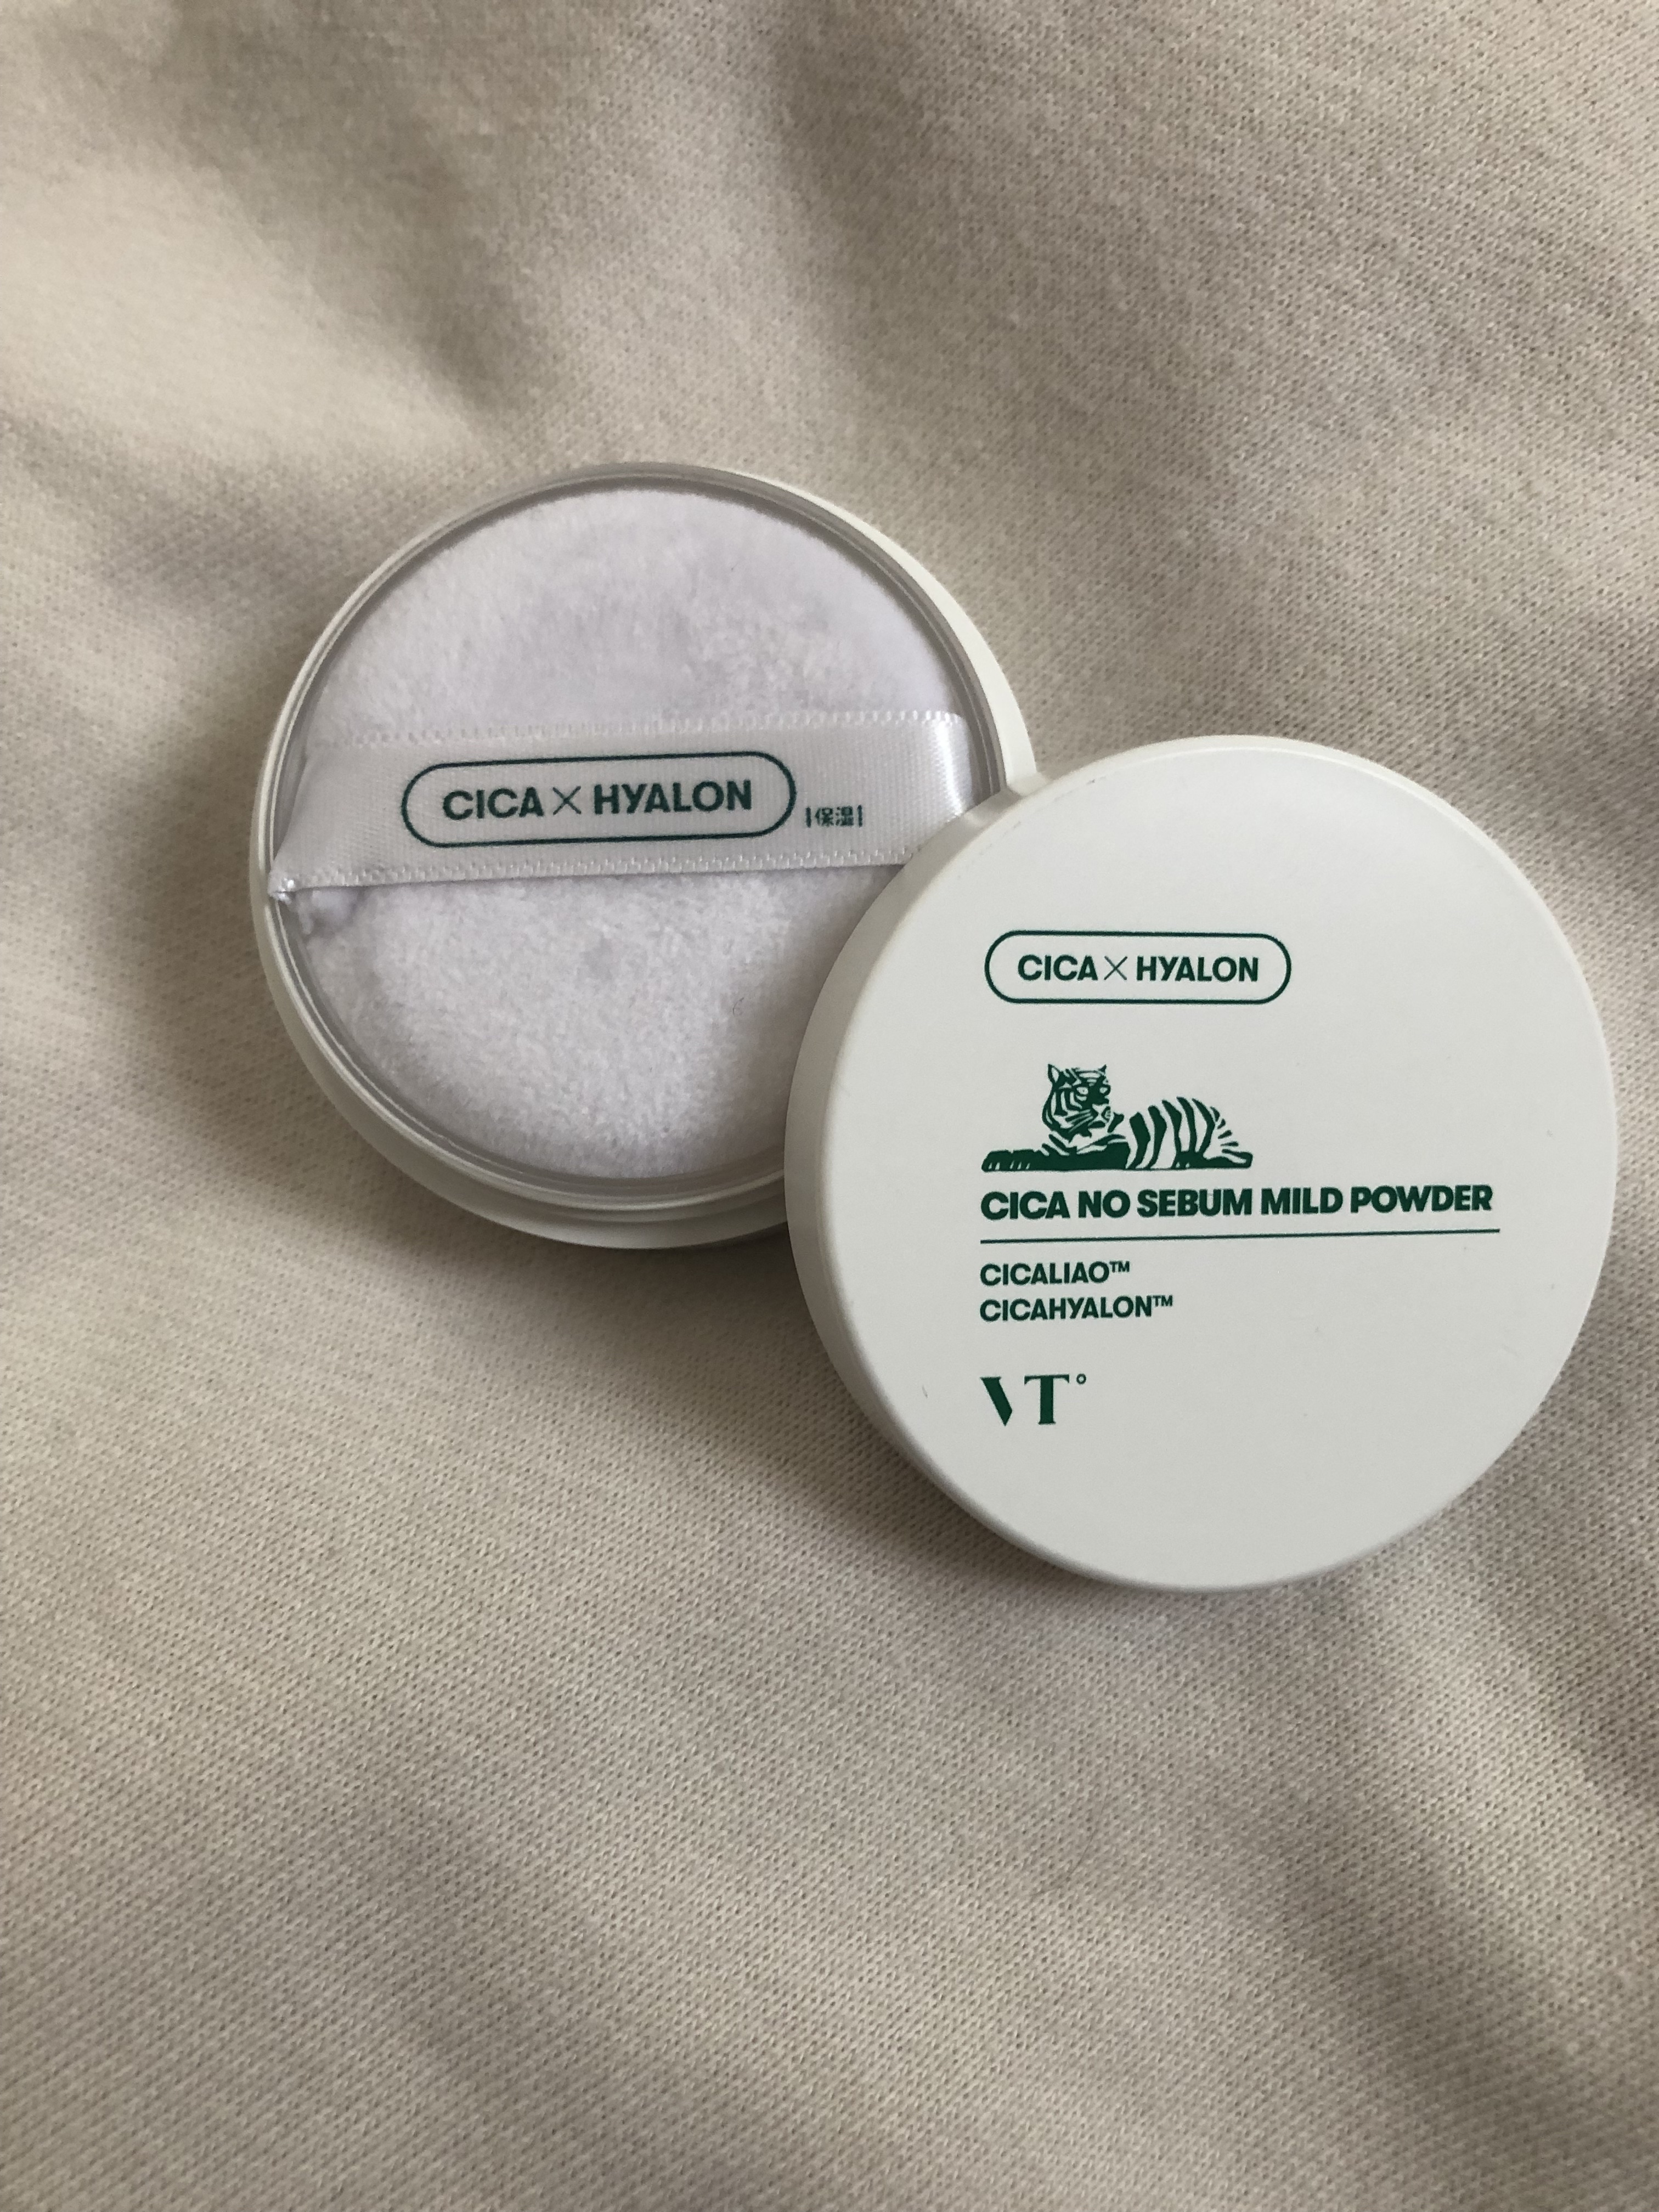 CICA×HYALON
|保湿|
CICA×HYALON
CICA NO SEBUM MILD POWDER
CICALIAO™
CICAHYALON™
VT°